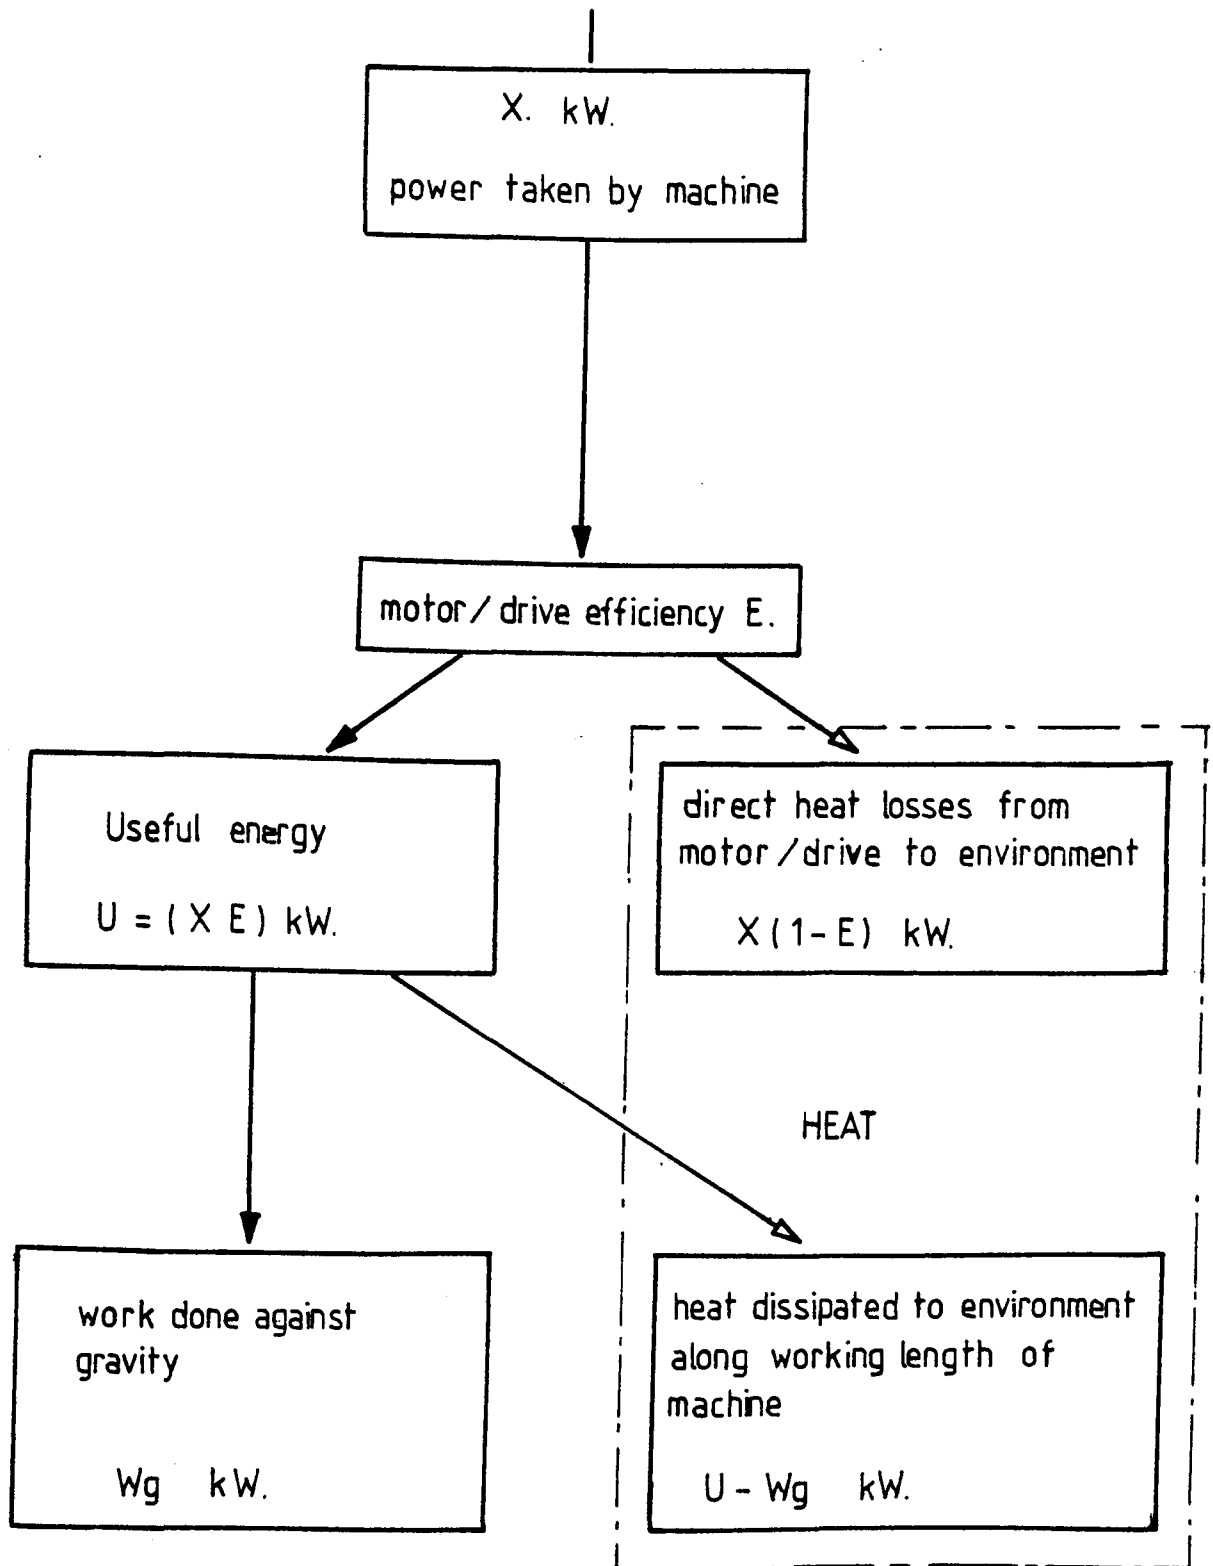 X. kW.
power taken by machine
motor/drive efficiency E.
Useful energy
U = (X E) kW.
direct heat losses from
motor/drive to environment
X(1-E) kW.
HEAT
work done against
gravity
Wg kW.
heat dissipated to environment
along working length of
machine
U - Wg kW.